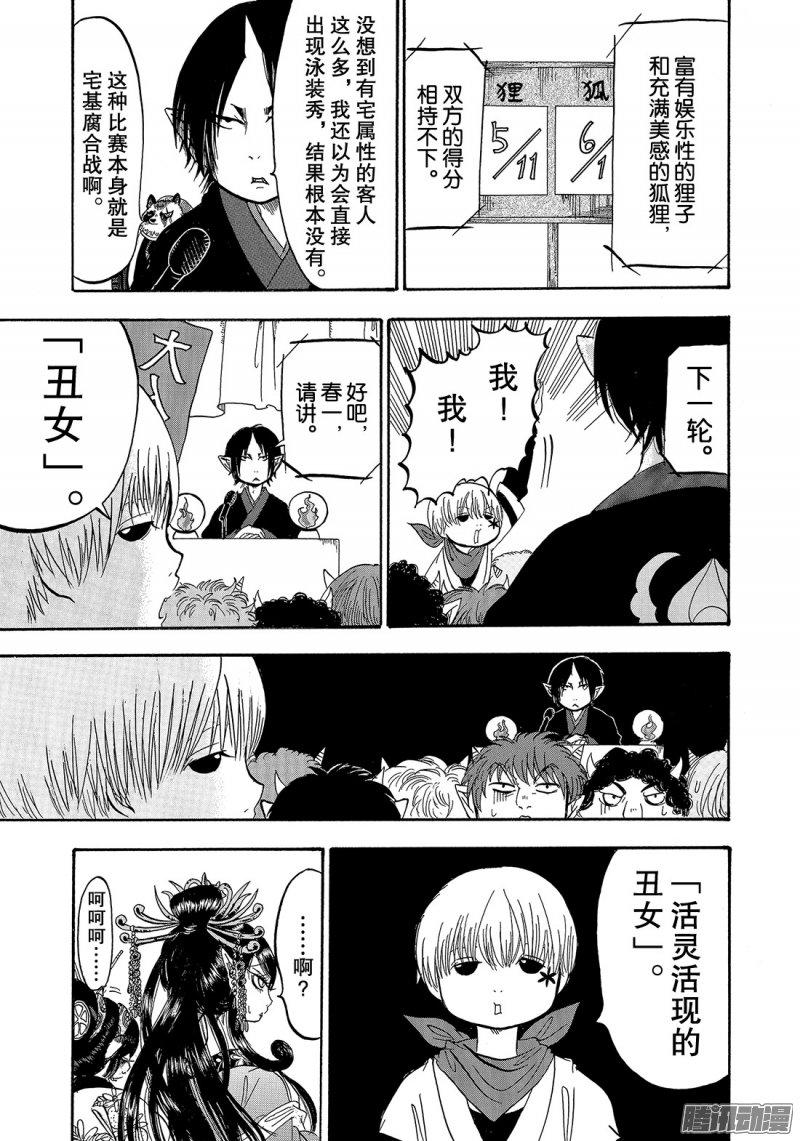 富有娱乐性的狸子
和充满美感的狐狸，
狐
6/1
狸
5/11
双方的得分
相持不下。
没想到有宅属性的客人
这么多，我还以为会直接
出现泳装秀，结果根本没有。
这种比赛本身就是
宅基腐合战啊。
下一轮。
我！
我！
好吧，
春一，
请讲。
「丑女」。
「活灵活现的
丑女」。
……啊？
呵呵呵……
腾讯动漫